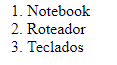 1. Notebook
2. Roteador
3. Teclados